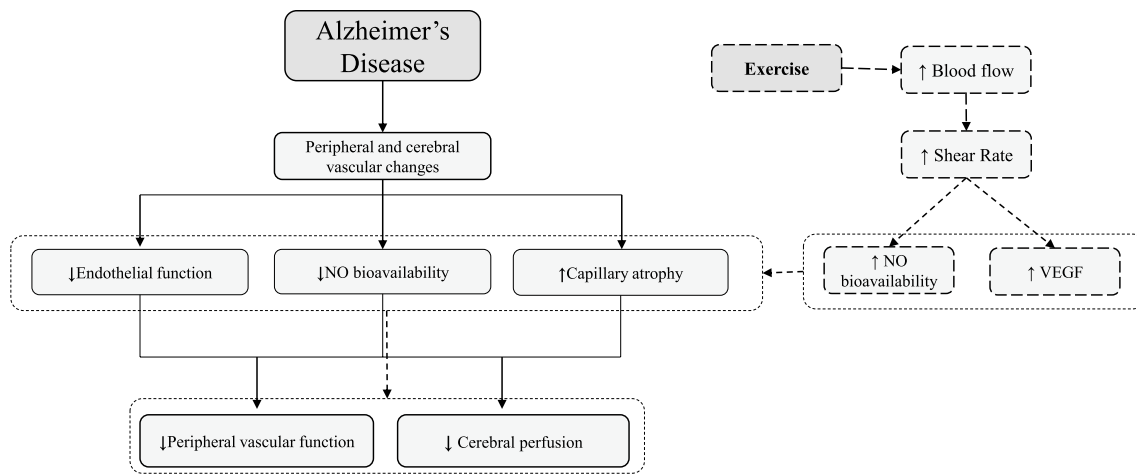 Alzheimer’s
Disease
Peripheral and cerebral
vascular changes
↓Endothelial function
↓NO bioavailability
↑Capillary atrophy
↓Peripheral vascular function
↓ Cerebral perfusion
Exercise
↑ Blood flow
↑ Shear Rate
↑ NO
bioavailability
↑ VEGF